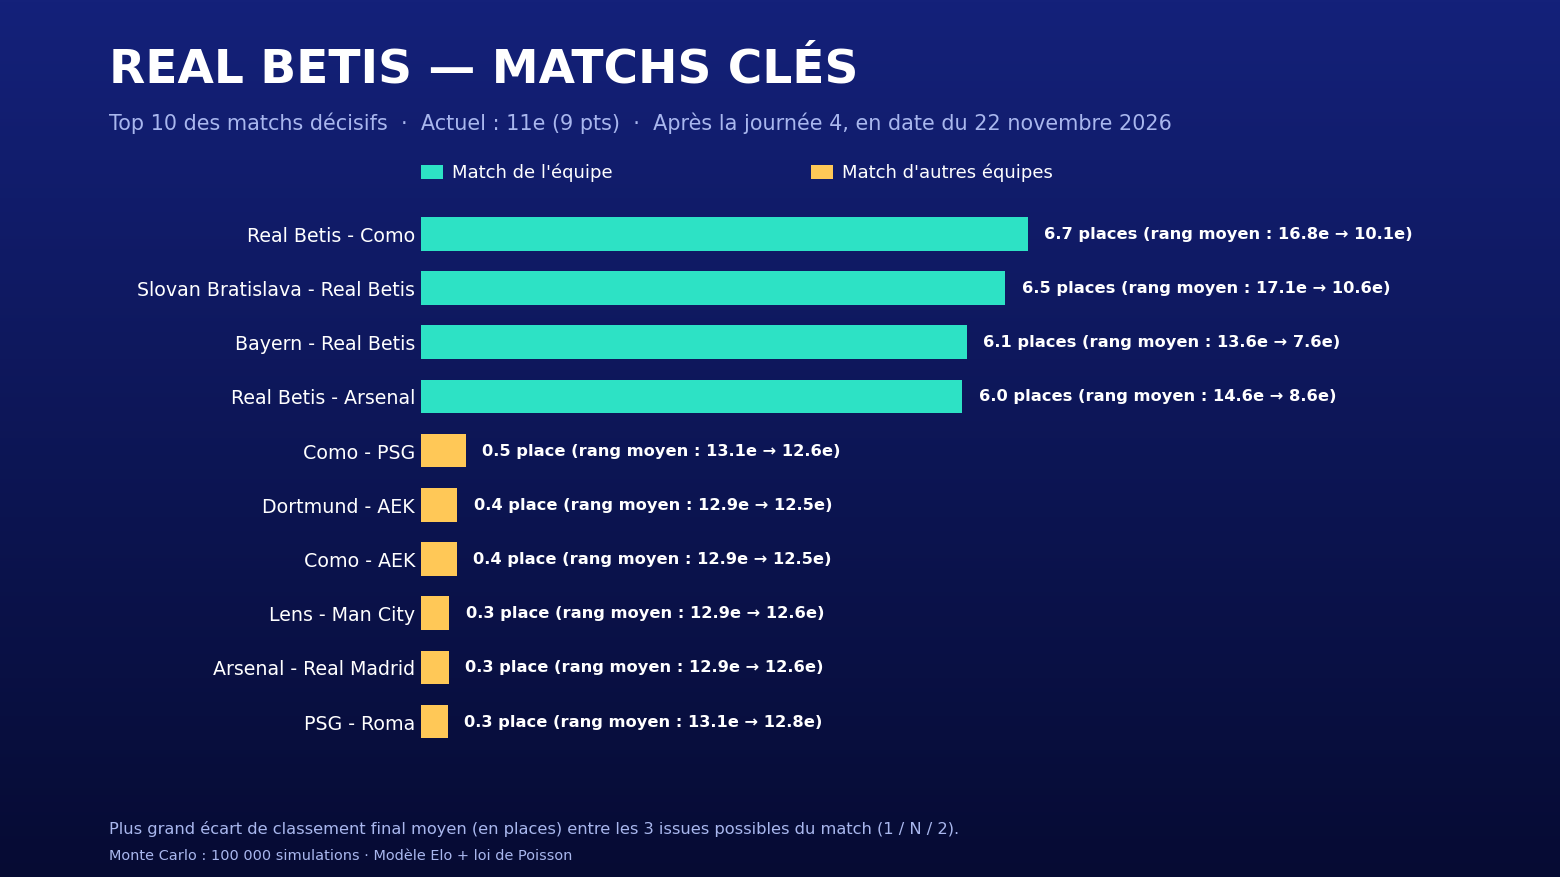 REAL BETIS — MATCHS CLÉS
Top 10 des matchs décisifs · Actuel : 11e (9 pts) · Après la journée 4, en date du 22 novembre 2026
Match de l'équipe
Match d'autres équipes
Real Betis - Como 6.7 places (rang moyen : 16.8e → 10.1e)
Slovan Bratislava - Real Betis 6.5 places (rang moyen : 17.1e → 10.6e)
Bayern - Real Betis 6.1 places (rang moyen : 13.6e → 7.6e)
Real Betis - Arsenal 6.0 places (rang moyen : 14.6e → 8.6e)
Como - PSG 0.5 place (rang moyen : 13.1e → 12.6e)
Dortmund - AEK 0.4 place (rang moyen : 12.9e → 12.5e)
Como - AEK 0.4 place (rang moyen : 12.9e → 12.5e)
Lens - Man City 0.3 place (rang moyen : 12.9e → 12.6e)
Arsenal - Real Madrid 0.3 place (rang moyen : 12.9e → 12.6e)
PSG - Roma 0.3 place (rang moyen : 13.1e → 12.8e)
Plus grand écart de classement final moyen (en places) entre les 3 issues possibles du match (1 / N / 2).
Monte Carlo : 100 000 simulations · Modèle Elo + loi de Poisson